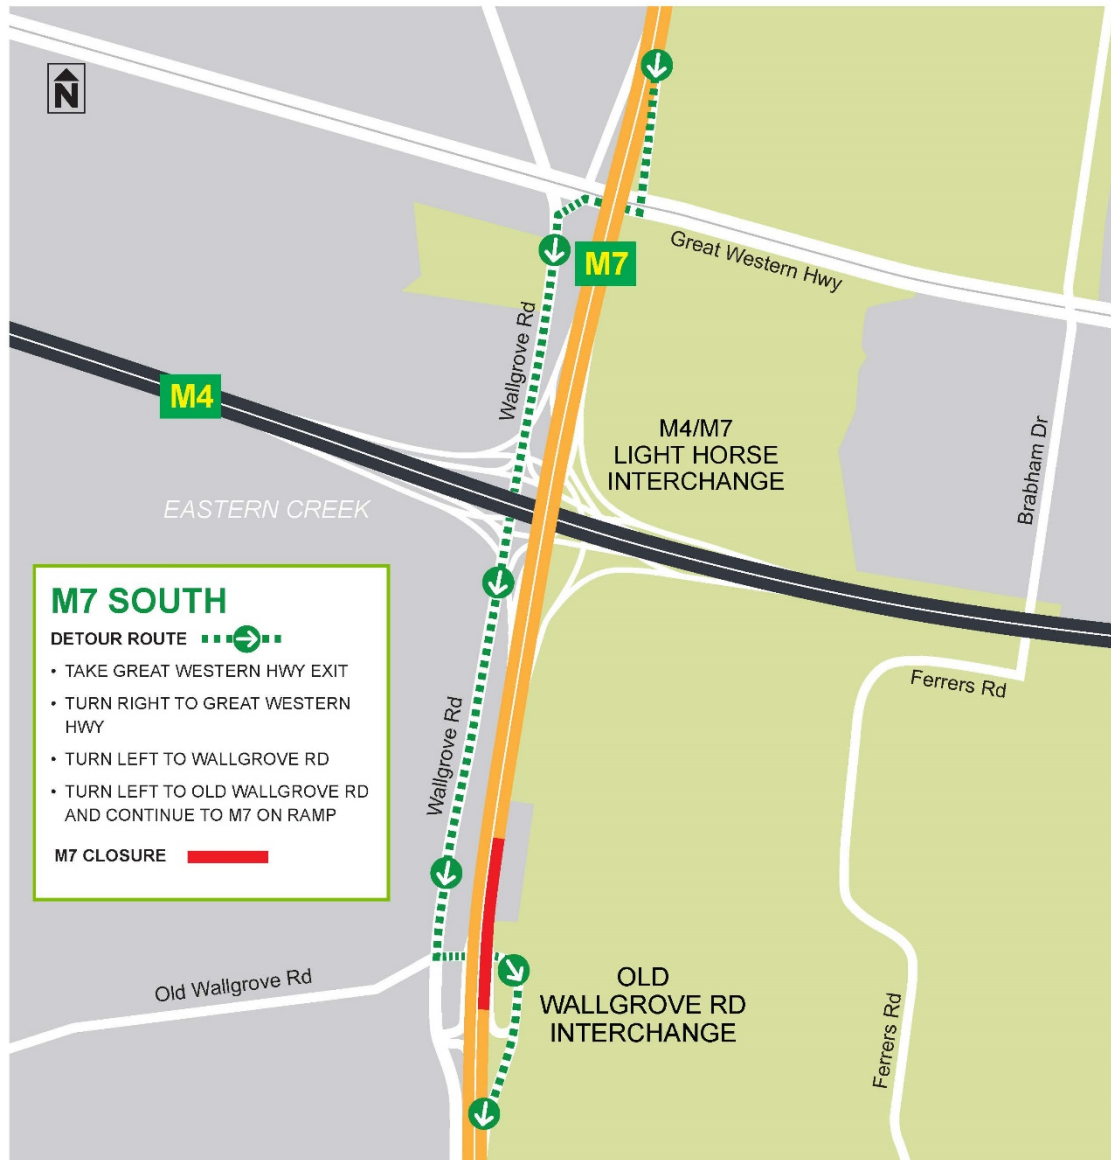 N
Great Western Hwy
M7
Wallgrove Rd
M4
M4/M7
LIGHT HORSE
INTERCHANGE
Brabham Dr
EASTERN CREEK
M7 SOUTH
DETOUR ROUTE
• TAKE GREAT WESTERN HWY EXIT
• TURN RIGHT TO GREAT WESTERN
HWY
• TURN LEFT TO WALLGROVE RD
• TURN LEFT TO OLD WALLGROVE RD
AND CONTINUE TO M7 ON RAMP
M7 CLOSURE
Ferrers Rd
Wallgrove Rd
Old Wallgrove Rd
OLD
WALLGROVE RD
INTERCHANGE
Ferrers Rd